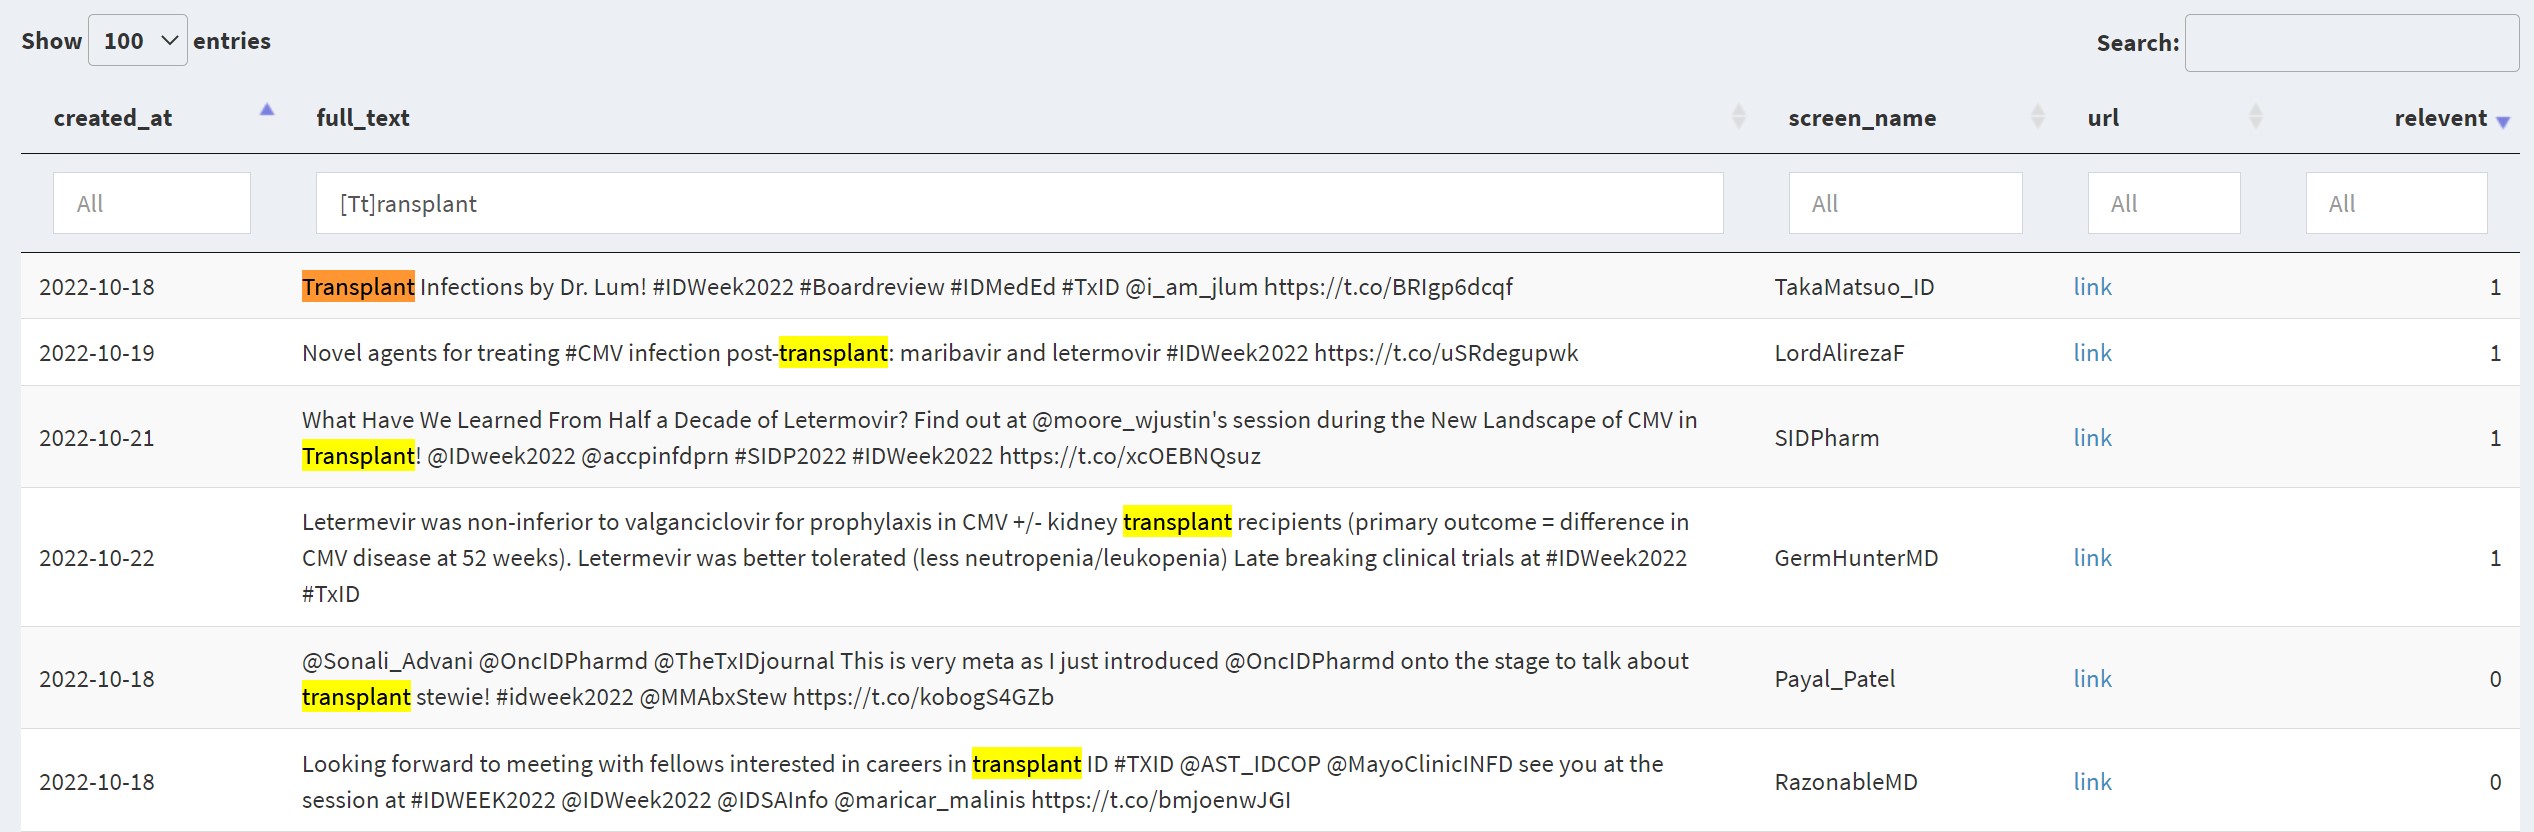 Show 100 entries
Search:
created_at full_text screen_name url relevent
All [Tt]ransplant All All All
2022-10-18 Transplant Infections by Dr. Lum! #IDWeek2022 #Boardreview #IDMedEd #TxID @i_am_jlum https://t.co/BRIgp6dcqf TakaMatsuo_ID link 1
2022-10-19 Novel agents for treating #CMV infection post-transplant: maribavir and letermovir #IDWeek2022 https://t.co/uSRdegupwk LordAlirezaF link 1
What Have We Learned From Half a Decade of Letermovir? Find out at @moore_wjustin's session during the New Landscape of CMV in
2022-10-21 SIDPharm link 1
Transplant! @IDweek2022 @accpinfdprn #SIDP2022 #IDWeek2022 https://t.co/xcOEBNQsuz
Letermevir was non-inferior to valganciclovir for prophylaxis in CMV +/- kidney transplant recipients (primary outcome = difference in
2022-10-22 CMV disease at 52 weeks). Letermevir was better tolerated (less neutropenia/leukopenia) Late breaking clinical trials at #IDWeek2022 GermHunterMD link 1
#TxID
@Sonali_Advani @OncIDPharmd @TheTxIDjournal This is very meta as I just introduced @OncIDPharmd onto the stage to talk about
2022-10-18 Payal_Patel link 0
transplant stewie! #idweek2022 @MMAbxStew https://t.co/kobogS4GZb
Looking forward to meeting with fellows interested in careers in transplant ID #TXID @AST_IDCOP @MayoClinicINFD see you at the
2022-10-18 RazonableMD link 0
session at #IDWEEK2022 @IDWeek2022 @IDSAInfo @maricar_malinis https://t.co/bmjoenwJGI